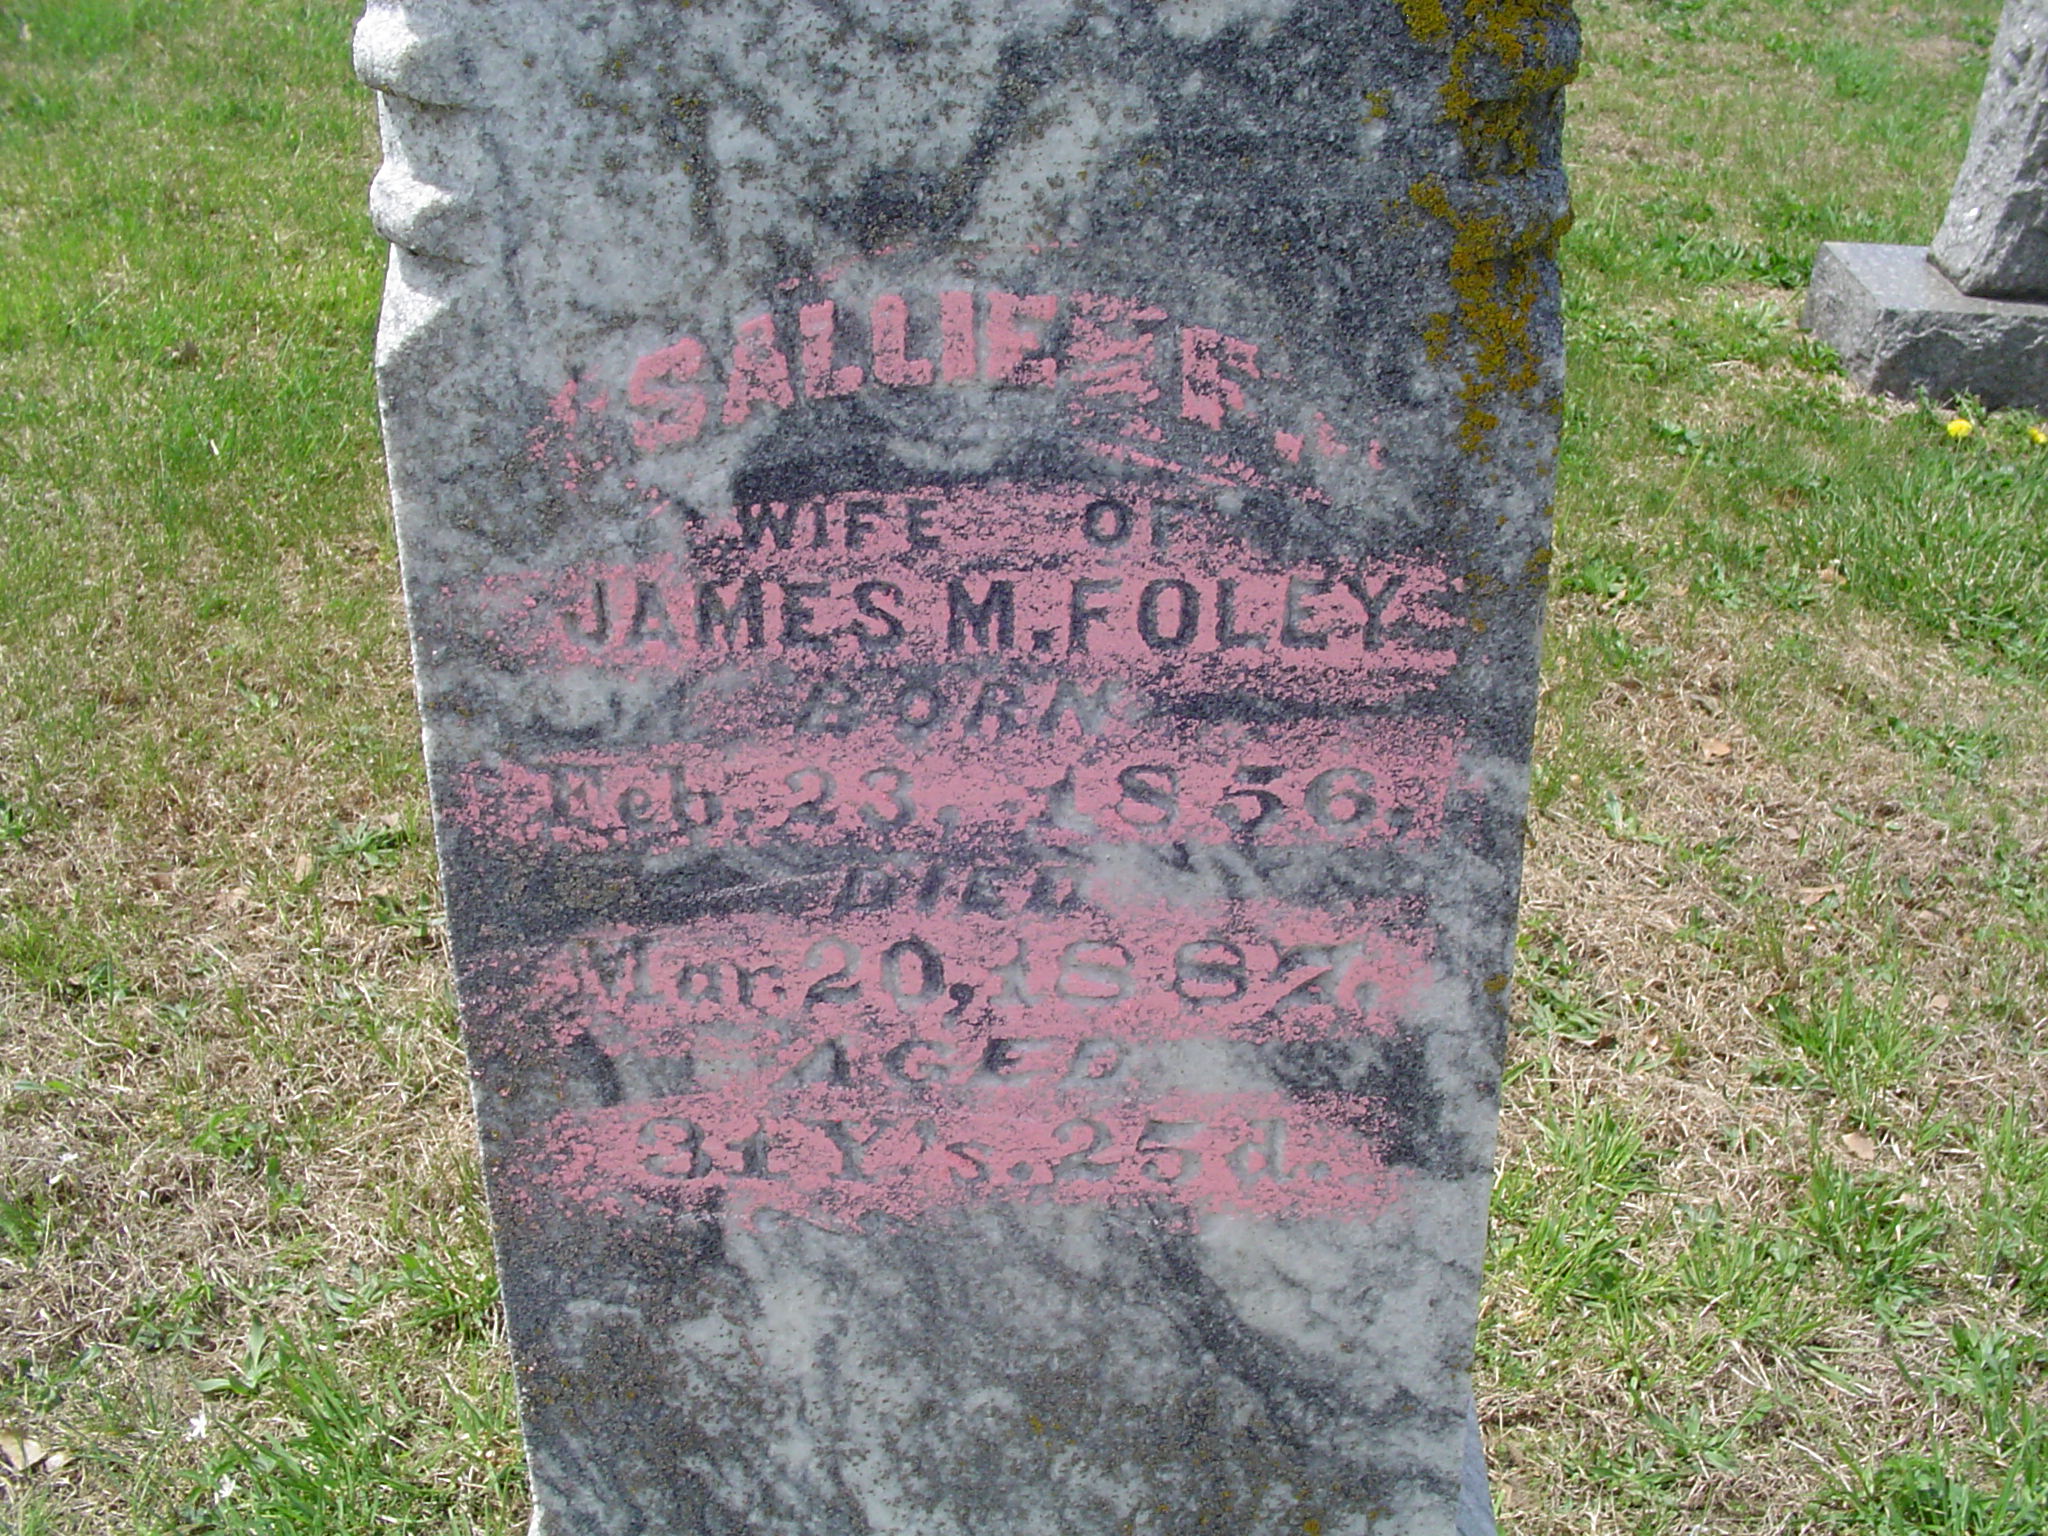 SALLIE F.
WIFE OF
JAMES M. FOLEY
BORN
Feb. 23, 1856.
DIED
Mar. 20, 1887.
AGED
31 Y's. 25 d.